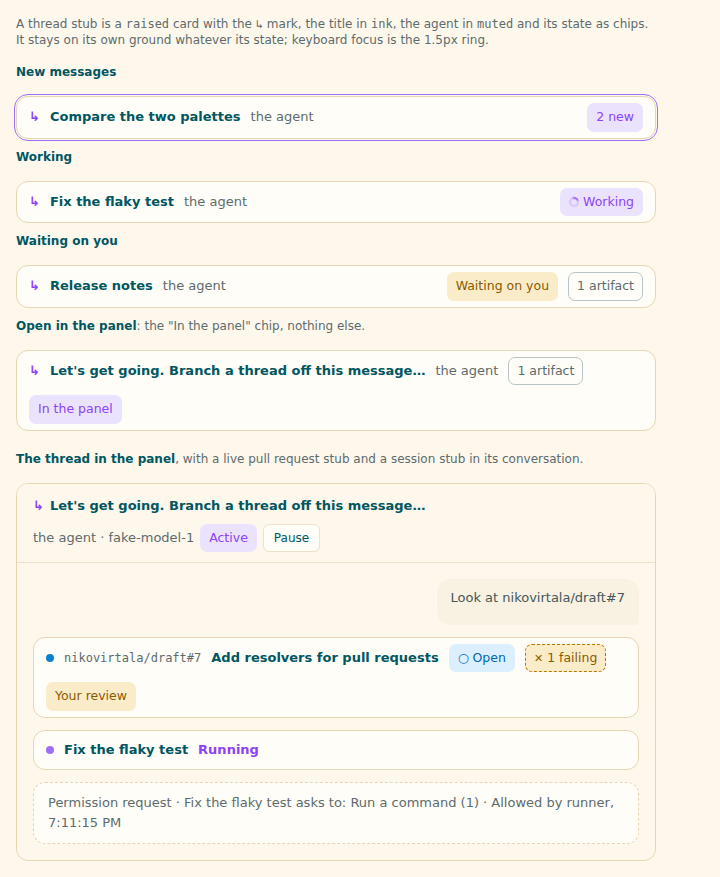 A thread stub is a raised card with the ↳ mark, the title in ink, the agent in muted and its state as chips.
It stays on its own ground whatever its state; keyboard focus is the 1.5px ring.
New messages
↳ Compare the two palettes the agent 2 new
Working
↳ Fix the flaky test the agent Working
Waiting on you
↳ Release notes the agent Waiting on you 1 artifact
Open in the panel: the "In the panel" chip, nothing else.
↳ Let's get going. Branch a thread off this message… the agent 1 artifact
In the panel
The thread in the panel, with a live pull request stub and a session stub in its conversation.
↳ Let's get going. Branch a thread off this message…
the agent · fake-model-1 Active Pause
Look at nikovirtala/draft#7
nikovirtala/draft#7 Add resolvers for pull requests ○ Open × 1 failing
Your review
Fix the flaky test Running
Permission request · Fix the flaky test asks to: Run a command (1) · Allowed by runner,
7:11:15 PM